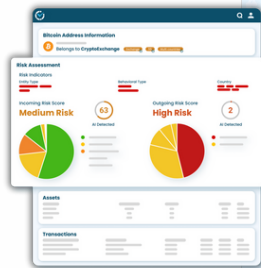 Bitcoin Address Information
Belongs to CryptoExchange
Risk Assessment
Risk Indicators
Entity Type
Behavioral Type
Country
Incoming Risk Score
Medium Risk
63
AI Detected
Outgoing Risk Score
High Risk
2
AI Detected
Assets
Transactions